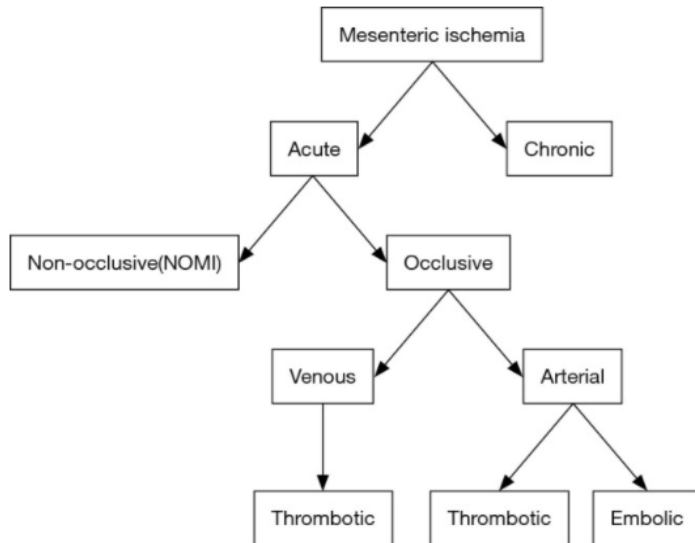 Mesenteric ischemia
Acute
Chronic
Non-occlusive(NOMI)
Occlusive
Venous
Arterial
Thrombotic
Thrombotic
Embolic